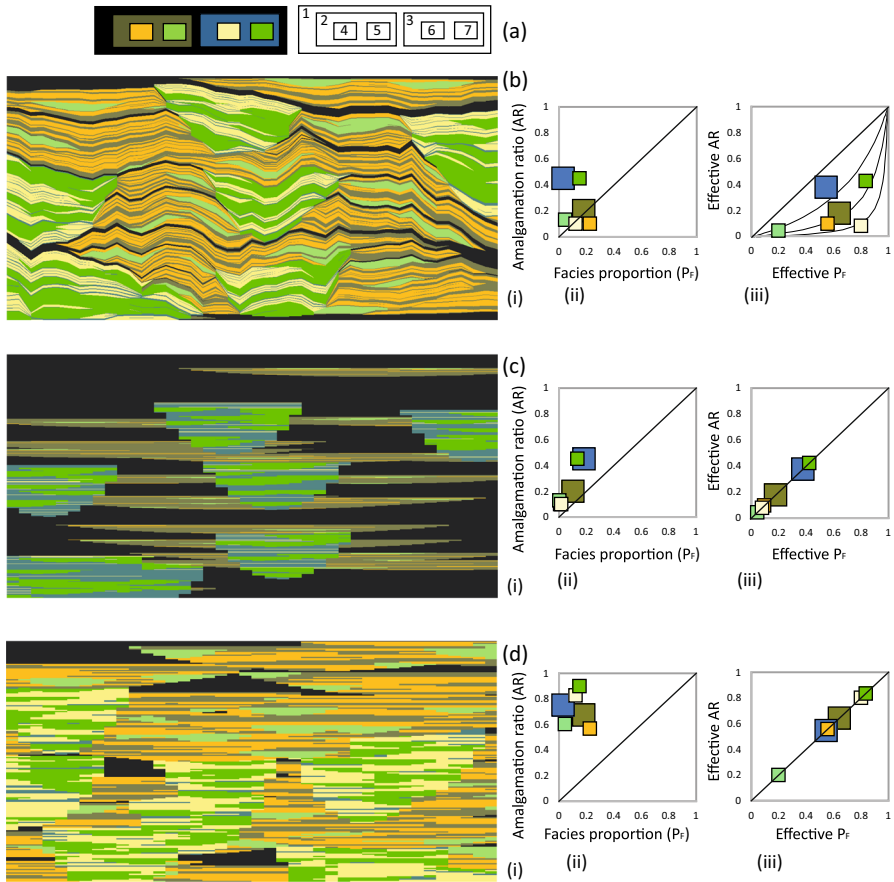 1 2 4 5 3 6 7 (a)
(b)
Amalgamation ratio (AR)
1
0.8
0.6
0.4
0.2
0
0 0.2 0.4 0.6 0.8 1
Facies proportion (PF)
Effective AR
1
0.8
0.6
0.4
0.2
0
0 0.2 0.4 0.6 0.8 1
Effective PF
(i) (ii) (iii)
(c)
Amalgamation ratio (AR)
1
0.8
0.6
0.4
0.2
0
0 0.2 0.4 0.6 0.8 1
Facies proportion (PF)
Effective AR
1
0.8
0.6
0.4
0.2
0
0 0.2 0.4 0.6 0.8 1
Effective PF
(i) (ii) (iii)
(d)
Amalgamation ratio (AR)
1
0.8
0.6
0.4
0.2
0
0 0.2 0.4 0.6 0.8 1
Facies proportion (PF)
Effective AR
1
0.8
0.6
0.4
0.2
0
0 0.2 0.4 0.6 0.8 1
Effective PF
(i) (ii) (iii)